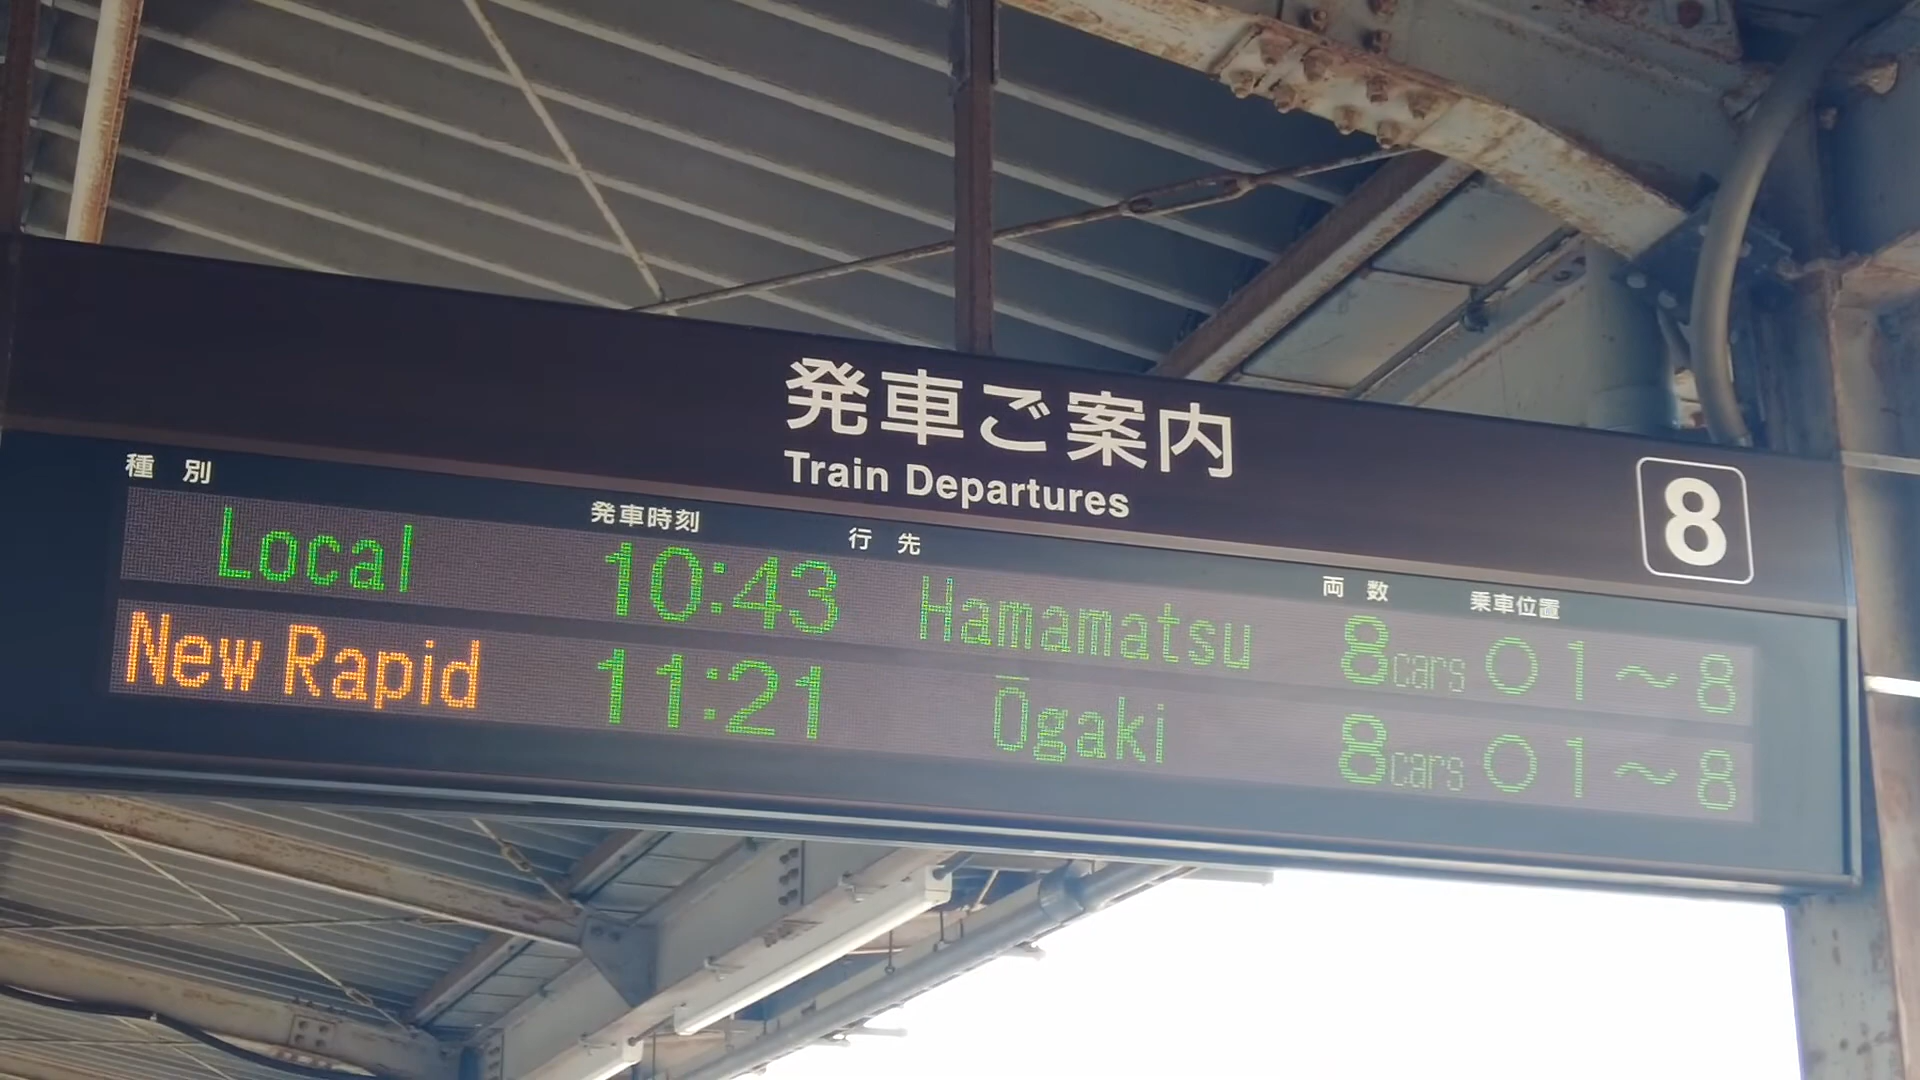 発車ご案内
Train Departures
8
種別 発車時刻 行先 両数 乗車位置
Local 10:43 Hamamatsu 8cars ○1～8
New Rapid 11:21 Ōgaki 8cars ○1～8